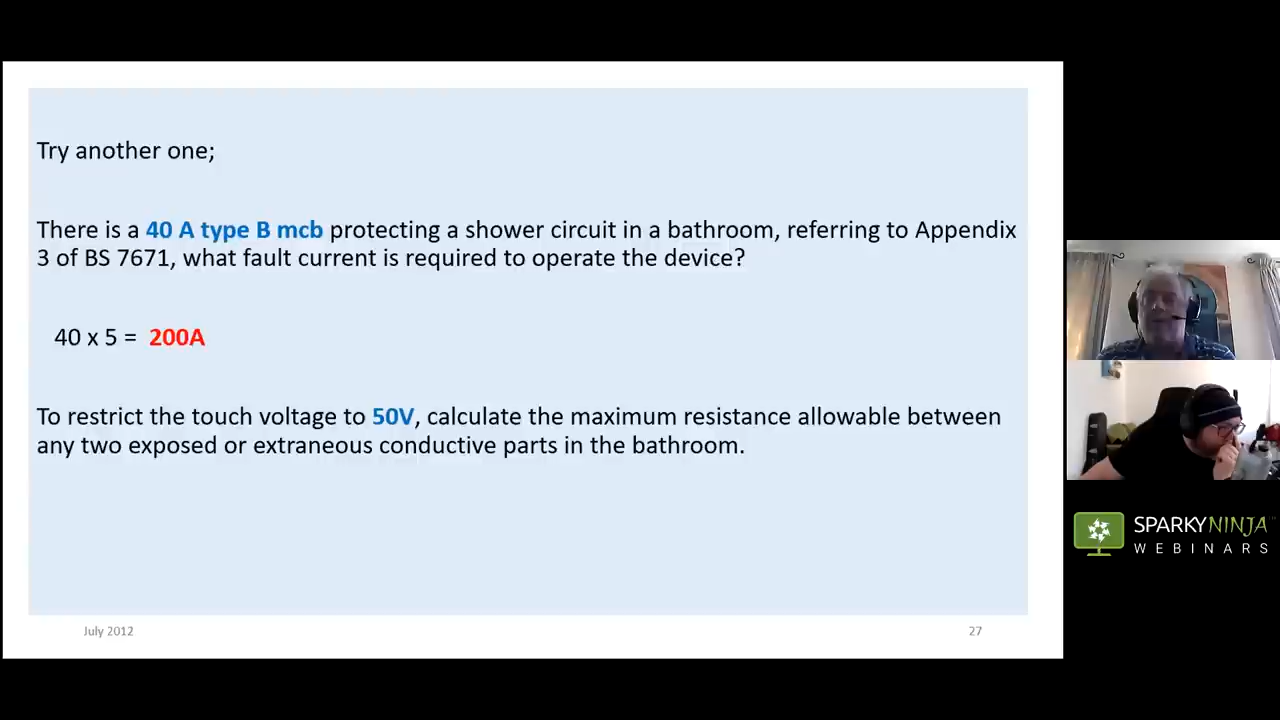 Try another one;
There is a 40 A type B mcb protecting a shower circuit in a bathroom, referring to Appendix
3 of BS 7671, what fault current is required to operate the device?
40 x 5 = 200A
To restrict the touch voltage to 50V, calculate the maximum resistance allowable between
any two exposed or extraneous conductive parts in the bathroom.
July 2012
27
SPARKYNINJA
WEBINARS